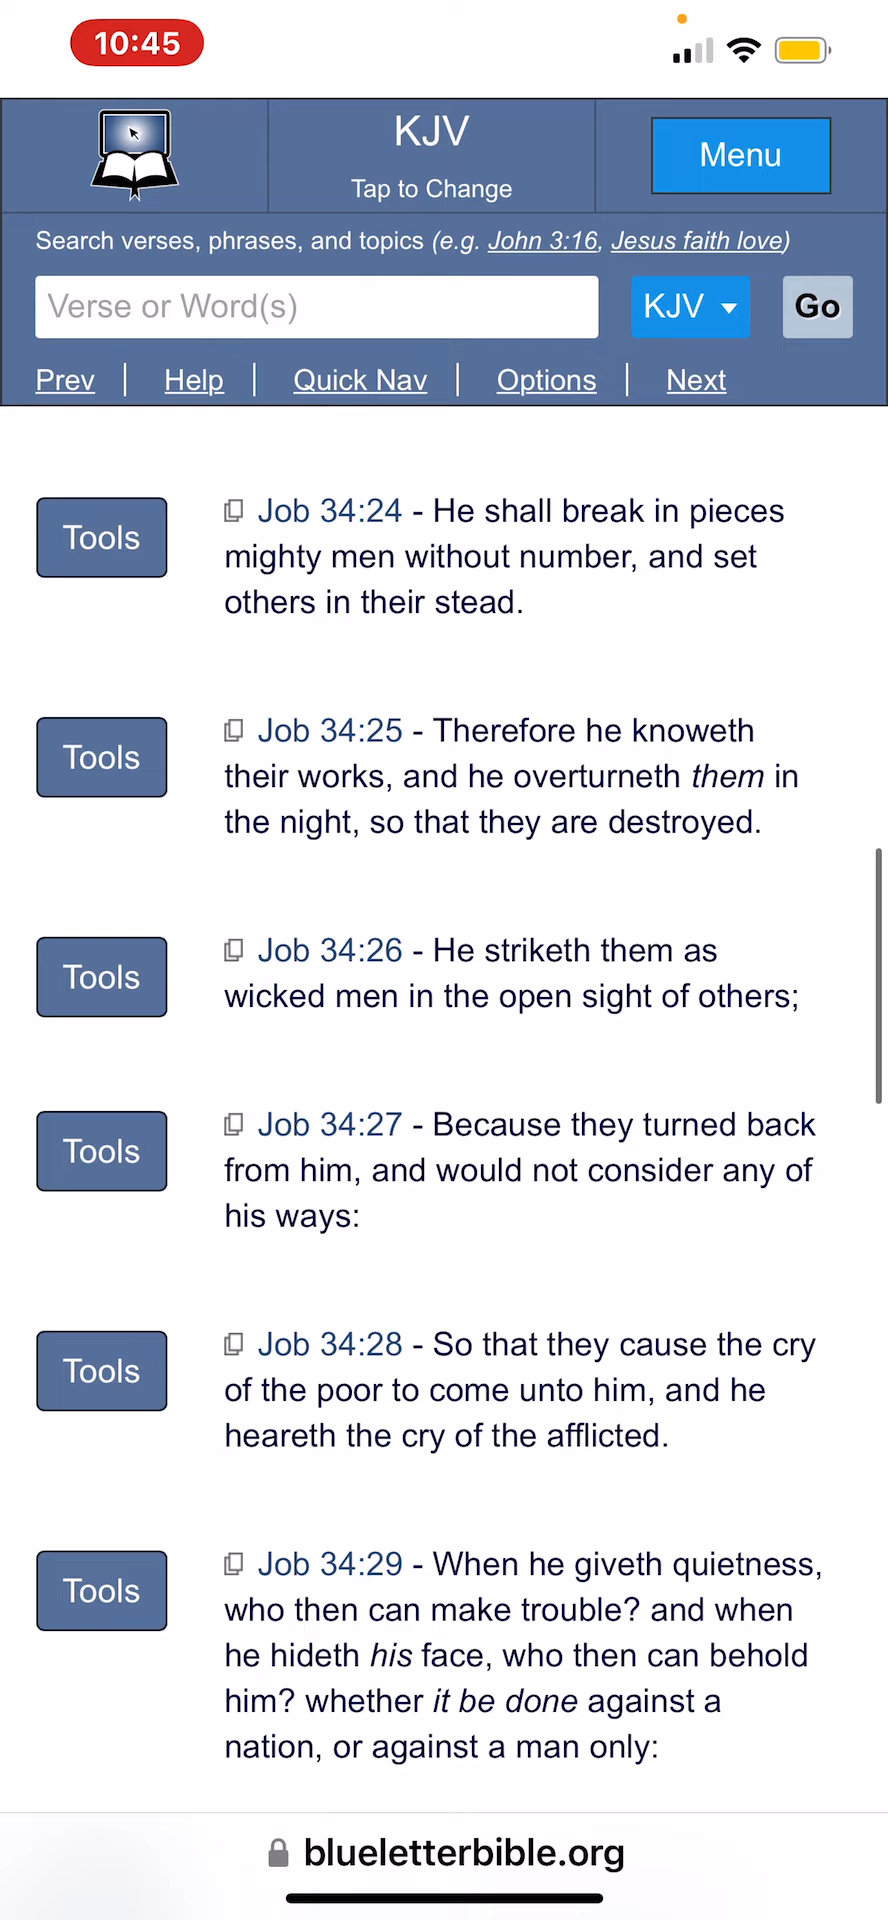 10:45
KJV
Tap to Change
Menu
Search verses, phrases, and topics (e.g. John 3:16, Jesus faith love)
Verse or Word(s)
KJV
Go
Prev | Help | Quick Nav | Options | Next
Tools
Job 34:24 - He shall break in pieces
mighty men without number, and set
others in their stead.
Tools
Job 34:25 - Therefore he knoweth
their works, and he overturneth them in
the night, so that they are destroyed.
Tools
Job 34:26 - He striketh them as
wicked men in the open sight of others;
Tools
Job 34:27 - Because they turned back
from him, and would not consider any of
his ways:
Tools
Job 34:28 - So that they cause the cry
of the poor to come unto him, and he
heareth the cry of the afflicted.
Tools
Job 34:29 - When he giveth quietness,
who then can make trouble? and when
he hideth his face, who then can behold
him? whether it be done against a
nation, or against a man only:
blueletterbible.org